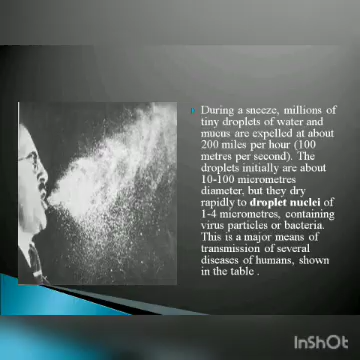 During a sneeze, millions of
tiny droplets of water and
mucus are expelled at about
200 miles per hour (100
metres per second). The
droplets initially are about
10-100 micrometres
diameter, but they dry
rapidly to droplet nuclei of
1-4 micrometres, containing
virus particles or bacteria.
This is a major means of
transmission of several
diseases of humans, shown
in the table .
InShOt